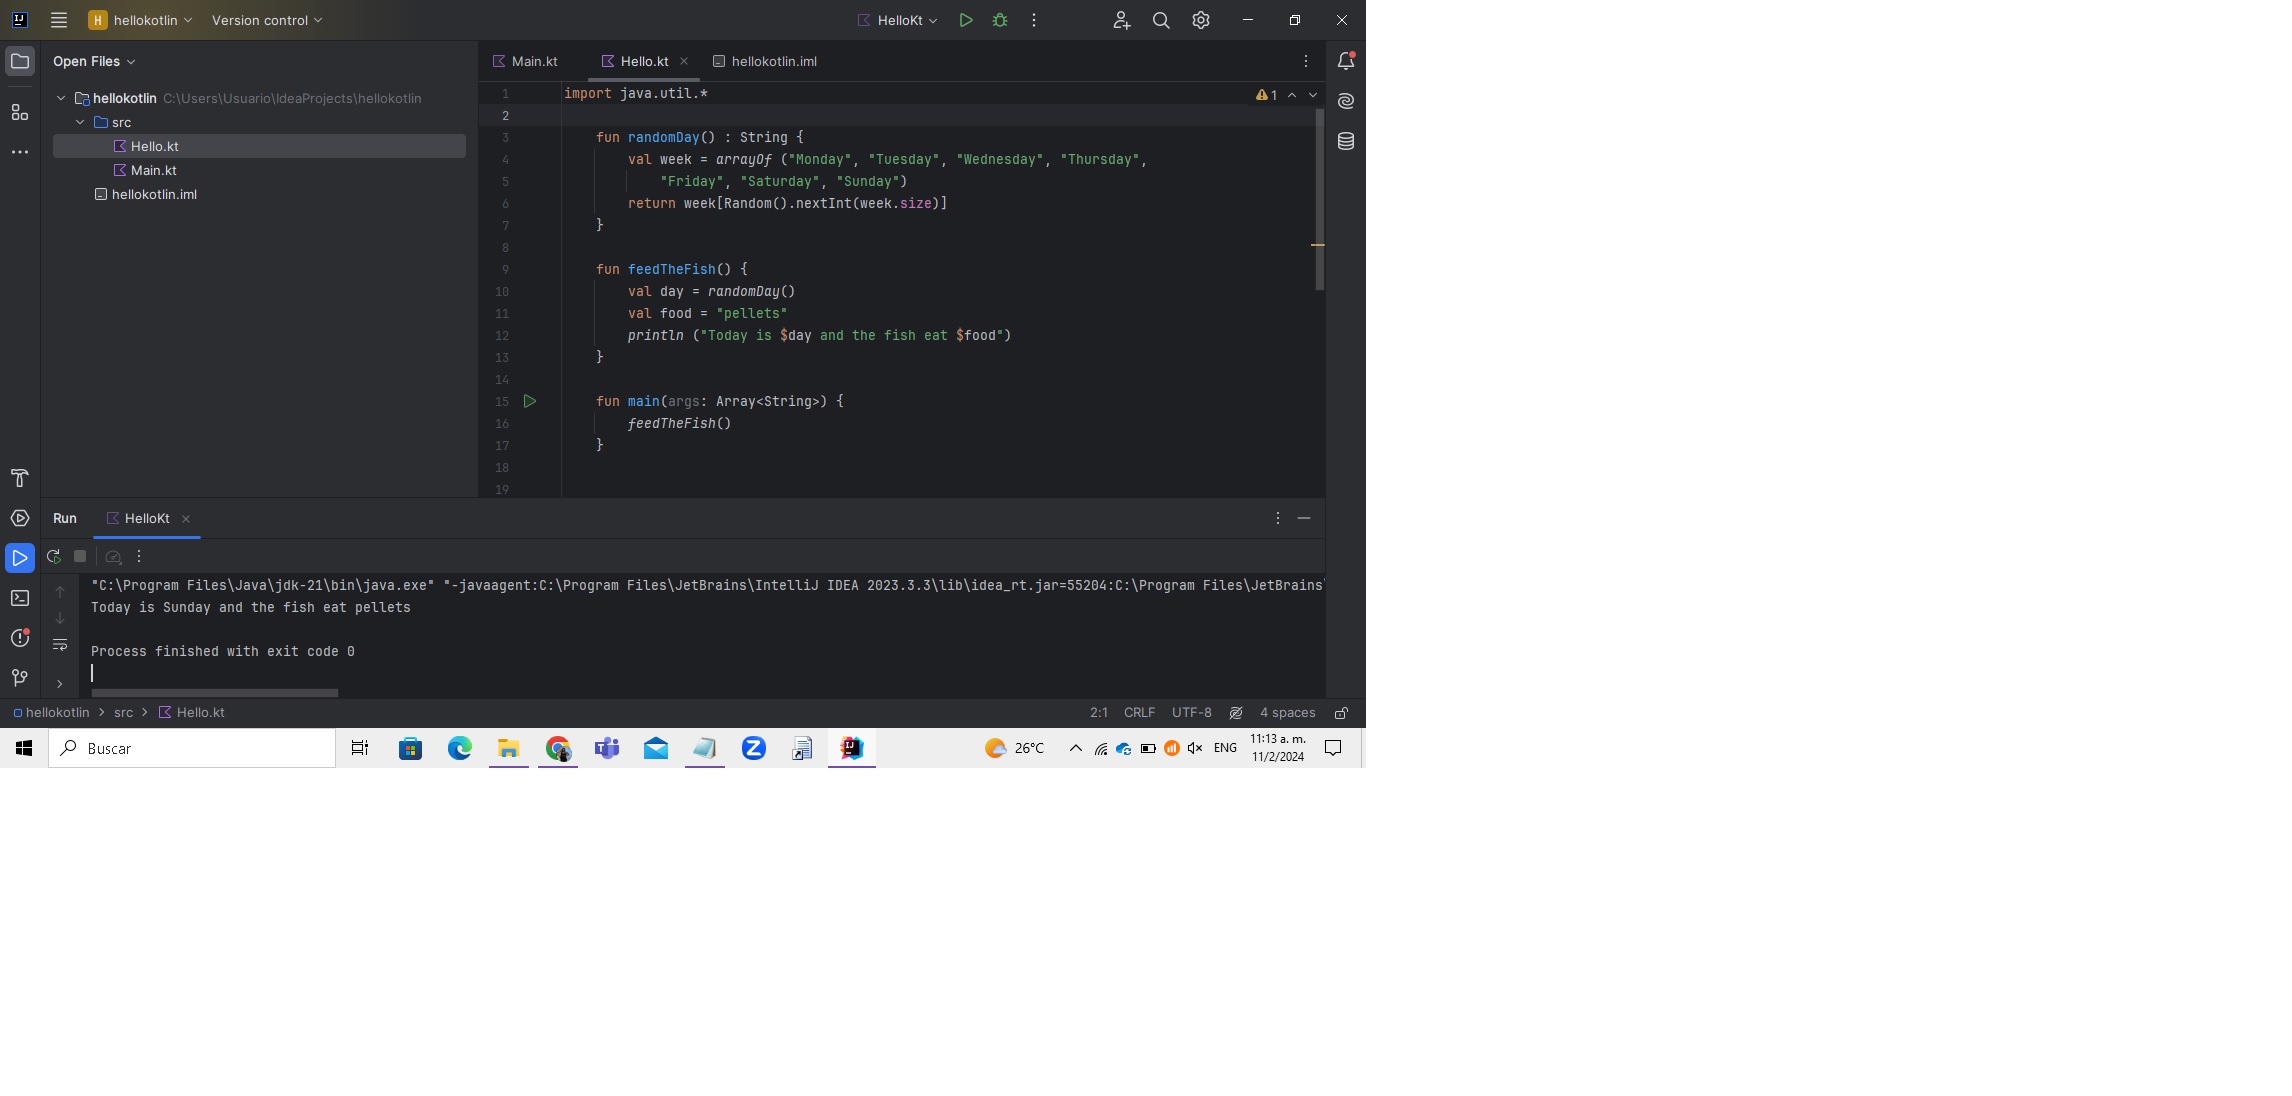 H hellokotlin Version control HelloKt
Open Files
hellokotlin C:\Users\Usuario\IdeaProjects\hellokotlin
src
Hello.kt
Main.kt
hellokotlin.iml
Main.kt Hello.kt hellokotlin.iml
1 import java.util.* 1
2
3 fun randomDay() : String {
4 val week = arrayOf ("Monday", "Tuesday", "Wednesday", "Thursday",
5 "Friday", "Saturday", "Sunday")
6 return week[Random().nextInt(week.size)]
7 }
8
9 fun feedTheFish() {
10 val day = randomDay()
11 val food = "pellets"
12 println ("Today is $day and the fish eat $food")
13 }
14
15 fun main(args: Array<String>) {
16 feedTheFish()
17 }
18
19
Run HelloKt
"C:\Program Files\Java\jdk-21\bin\java.exe" "-javaagent:C:\Program Files\JetBrains\IntelliJ IDEA 2023.3.3\lib\idea_rt.jar=55204:C:\Program Files\JetBrains\
Today is Sunday and the fish eat pellets
Process finished with exit code 0
hellokotlin > src > Hello.kt 2:1 CRLF UTF-8 4 spaces
Buscar 26°C ENG 11:13 a. m.
11/2/2024